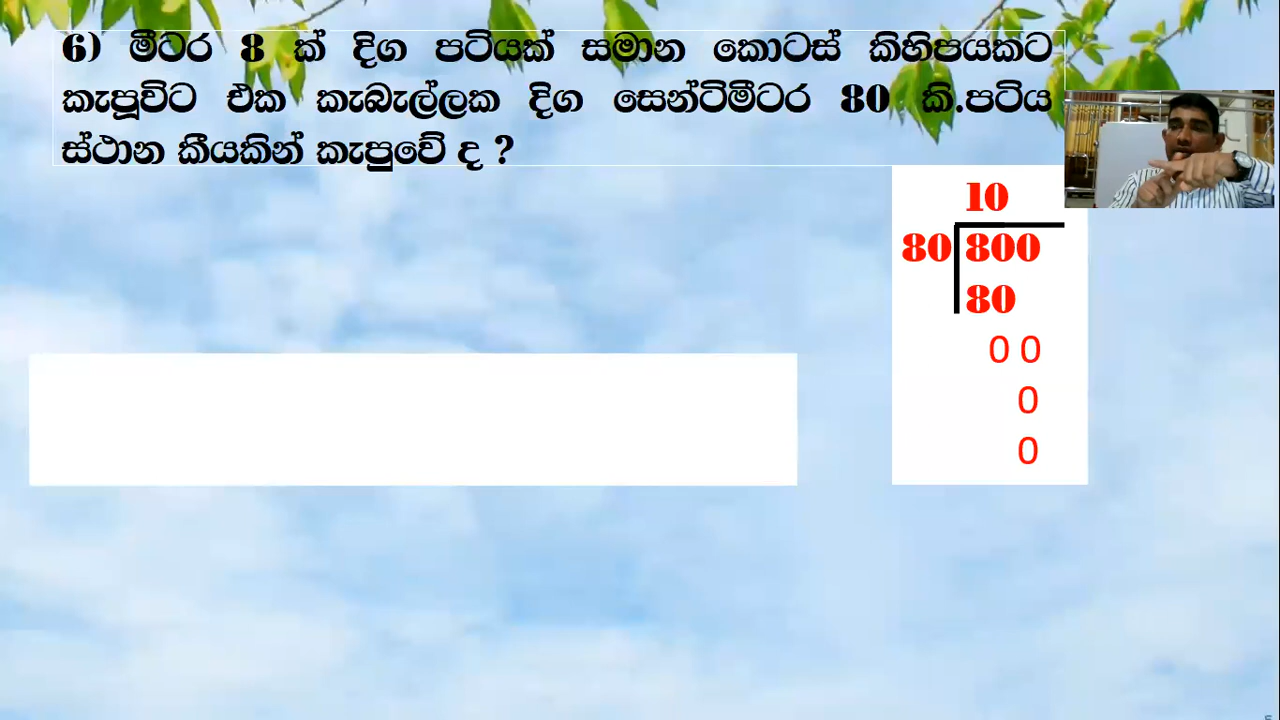 6) මීටර 8 ක් දිග පටියක් සමාන කොටස් කිහිපයකට
කැපූවිට එක කැබැල්ලක දිග සෙන්ටිමීටර 80 කි.පටිය
ස්ථාන කීයකින් කැපුවේ ද ?
10
80 800
80
0 0
0
0